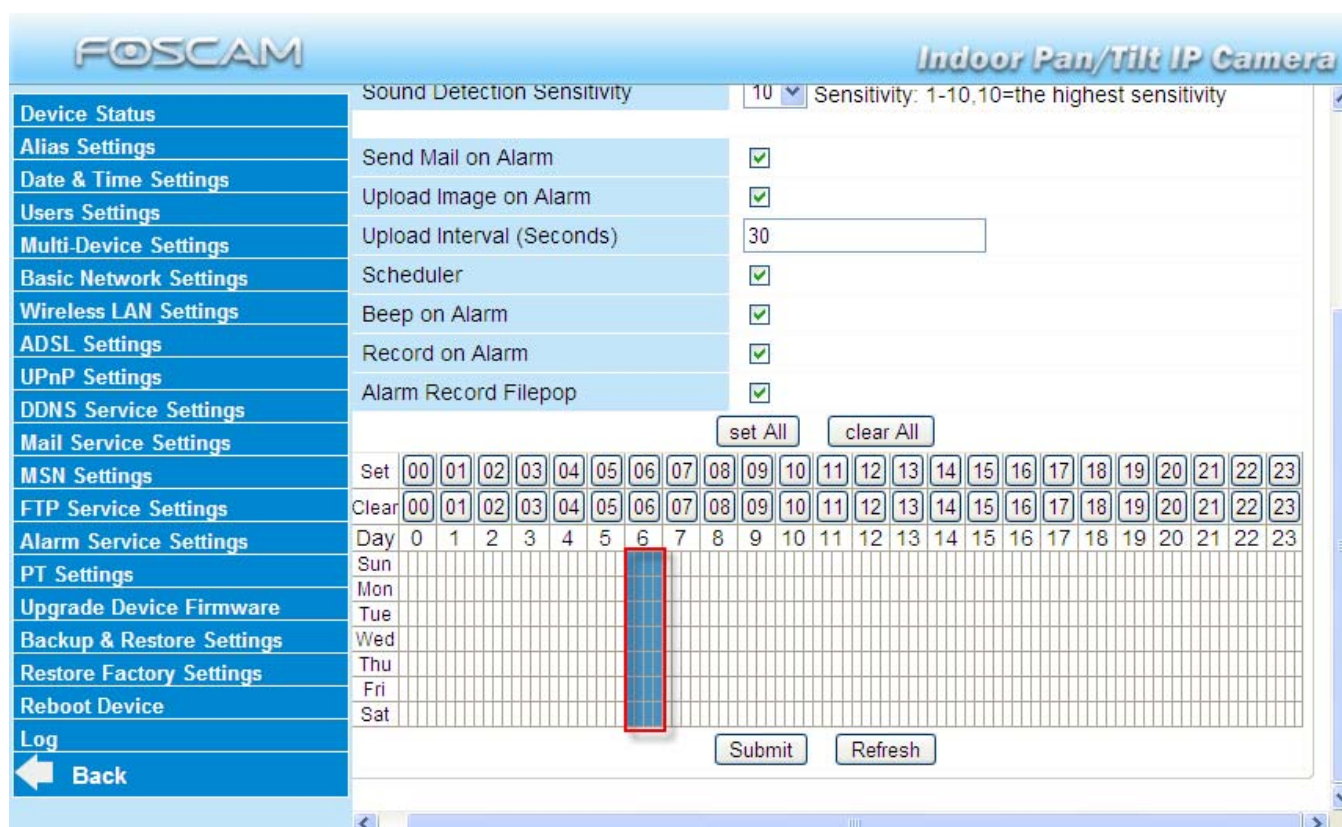 FOSCAM
Indoor Pan/Tilt IP Camera
Device Status
Alias Settings
Date & Time Settings
Users Settings
Multi-Device Settings
Basic Network Settings
Wireless LAN Settings
ADSL Settings
UPnP Settings
DDNS Service Settings
Mail Service Settings
MSN Settings
FTP Service Settings
Alarm Service Settings
PT Settings
Upgrade Device Firmware
Backup & Restore Settings
Restore Factory Settings
Reboot Device
Log
Back
Sound Detection Sensitivity 10 Sensitivity: 1-10,10=the highest sensitivity
Send Mail on Alarm
Upload Image on Alarm
Upload Interval (Seconds) 30
Scheduler
Beep on Alarm
Record on Alarm
Alarm Record Filepop
set All clear All
Set 00 01 02 03 04 05 06 07 08 09 10 11 12 13 14 15 16 17 18 19 20 21 22 23
Clear 00 01 02 03 04 05 06 07 08 09 10 11 12 13 14 15 16 17 18 19 20 21 22 23
Day 0 1 2 3 4 5 6 7 8 9 10 11 12 13 14 15 16 17 18 19 20 21 22 23
Sun
Mon
Tue
Wed
Thu
Fri
Sat
Submit Refresh